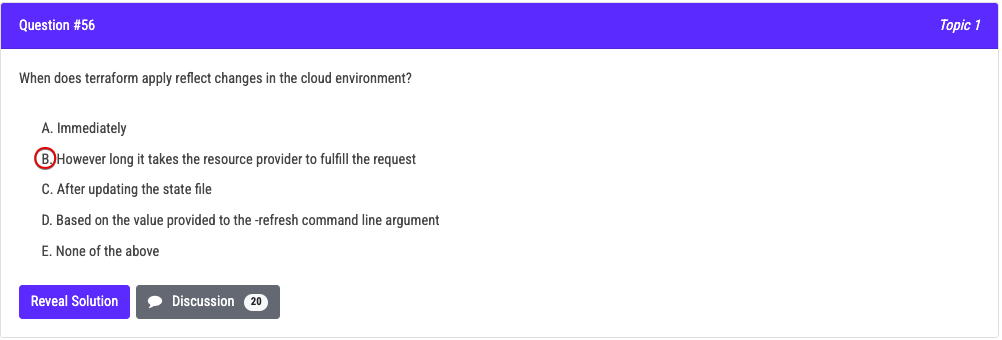 Question #56 Topic 1
When does terraform apply reflect changes in the cloud environment?
A. Immediately
B. However long it takes the resource provider to fulfill the request
C. After updating the state file
D. Based on the value provided to the -refresh command line argument
E. None of the above
Reveal Solution Discussion 20